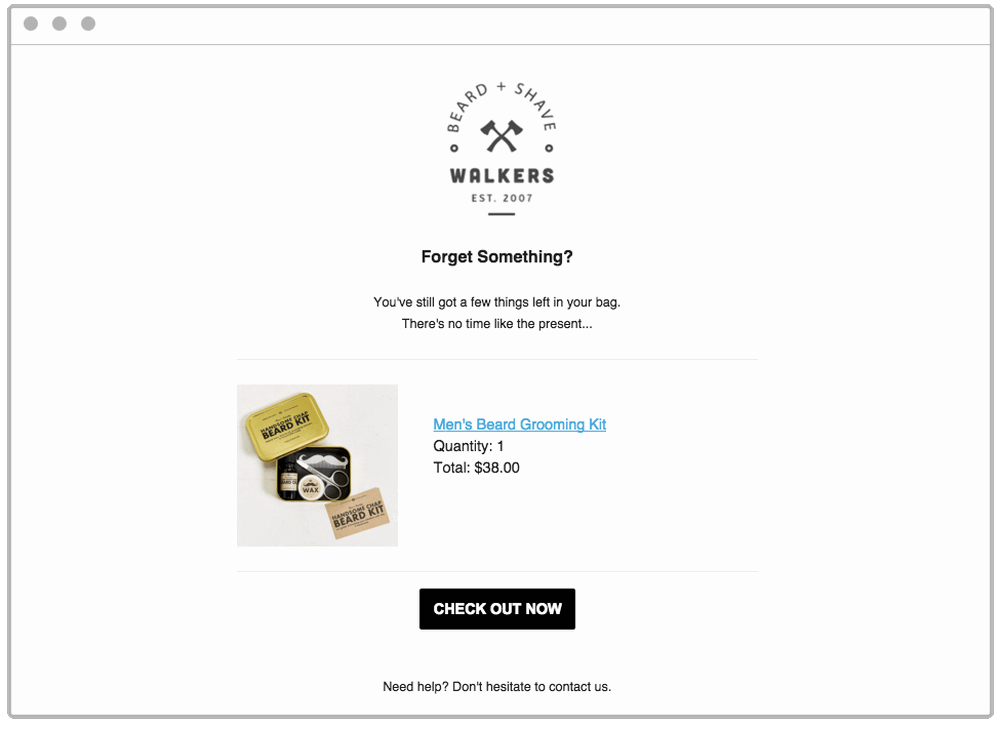 BEARD + SHAVE
WALKERS
EST. 2007
Forget Something?
You've still got a few things left in your bag.
There's no time like the present...
HANDSOME CHAP
BEARD KIT
Men's Beard Grooming Kit
Quantity: 1
Total: $38.00
WAX
HANDSOME CHAP
BEARD KIT
CHECK OUT NOW
Need help? Don't hesitate to contact us.